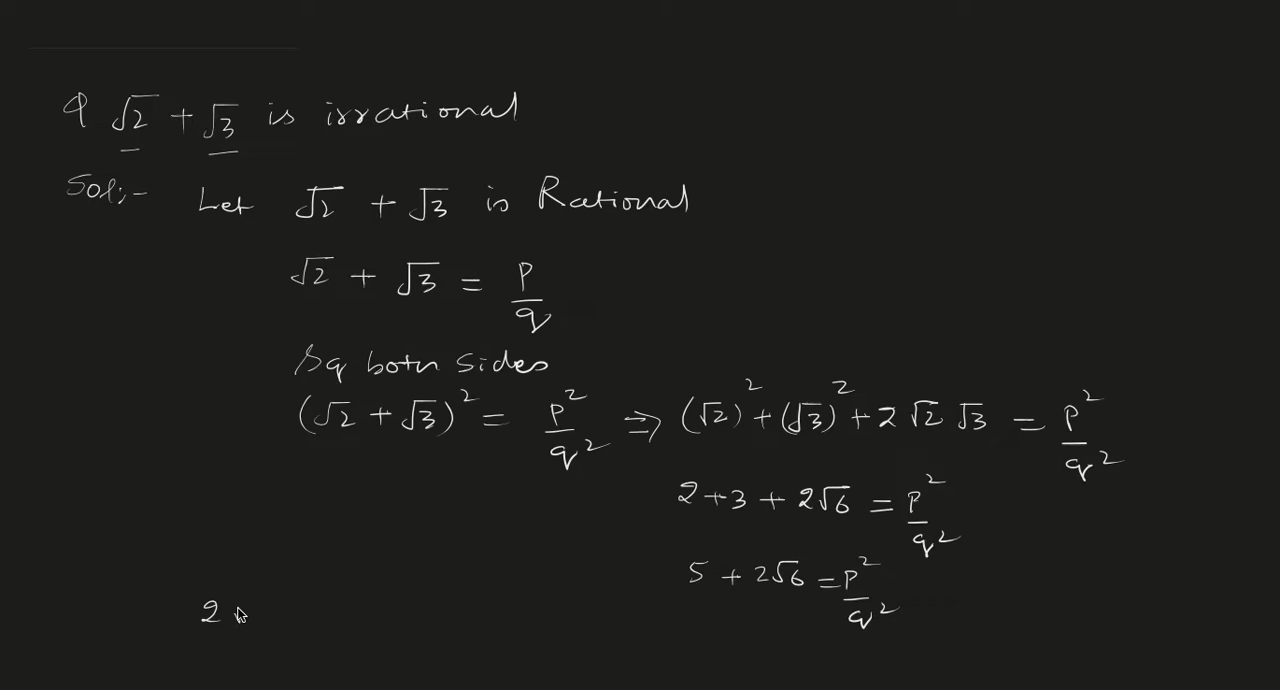 Q √2 + √3 is irrational
Sol:- Let √2 + √3 is Rational
√2 + √3 = P/q
Sq both sides
(√2 + √3)² = P²/q² ⇒ (√2)² + (√3)² + 2 √2 √3 = P²/q²
2+3 + 2√6 = P²/q²
5 + 2√6 = P²/q²
2